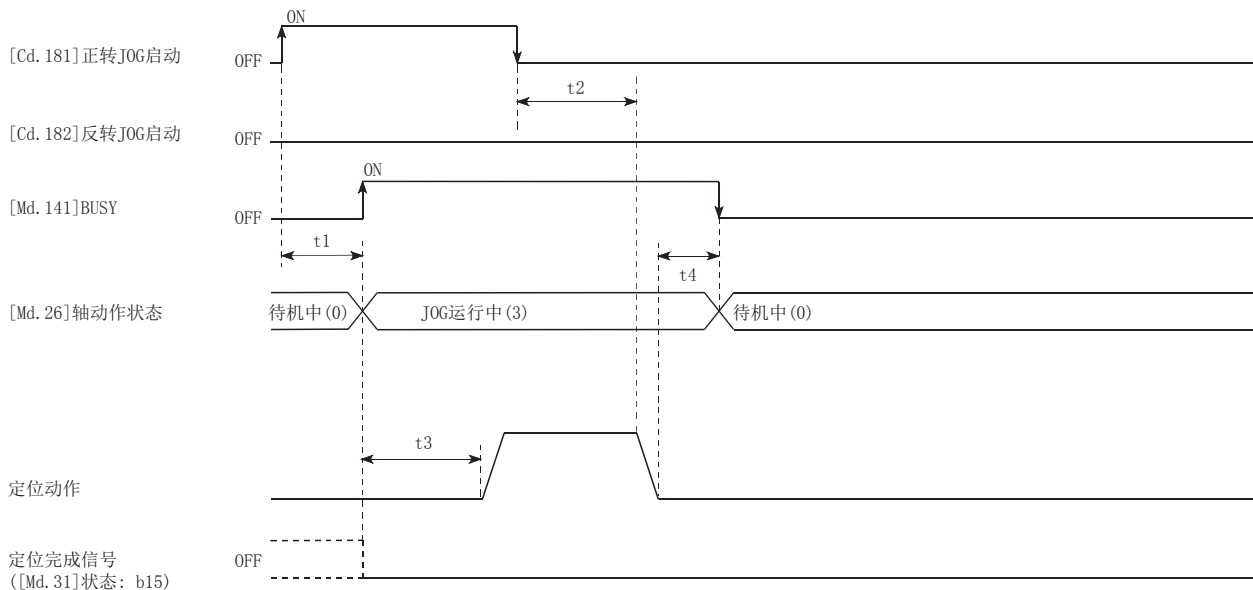 ON
[Cd.181]正转JOG启动
OFF
t2
[Cd.182]反转JOG启动
OFF
ON
[Md.141]BUSY
OFF
t1
t4
[Md.26]轴动作状态
待机中(0)
JOG运行中(3)
待机中(0)
t3
定位动作
定位完成信号
OFF
([Md.31]状态: b15)